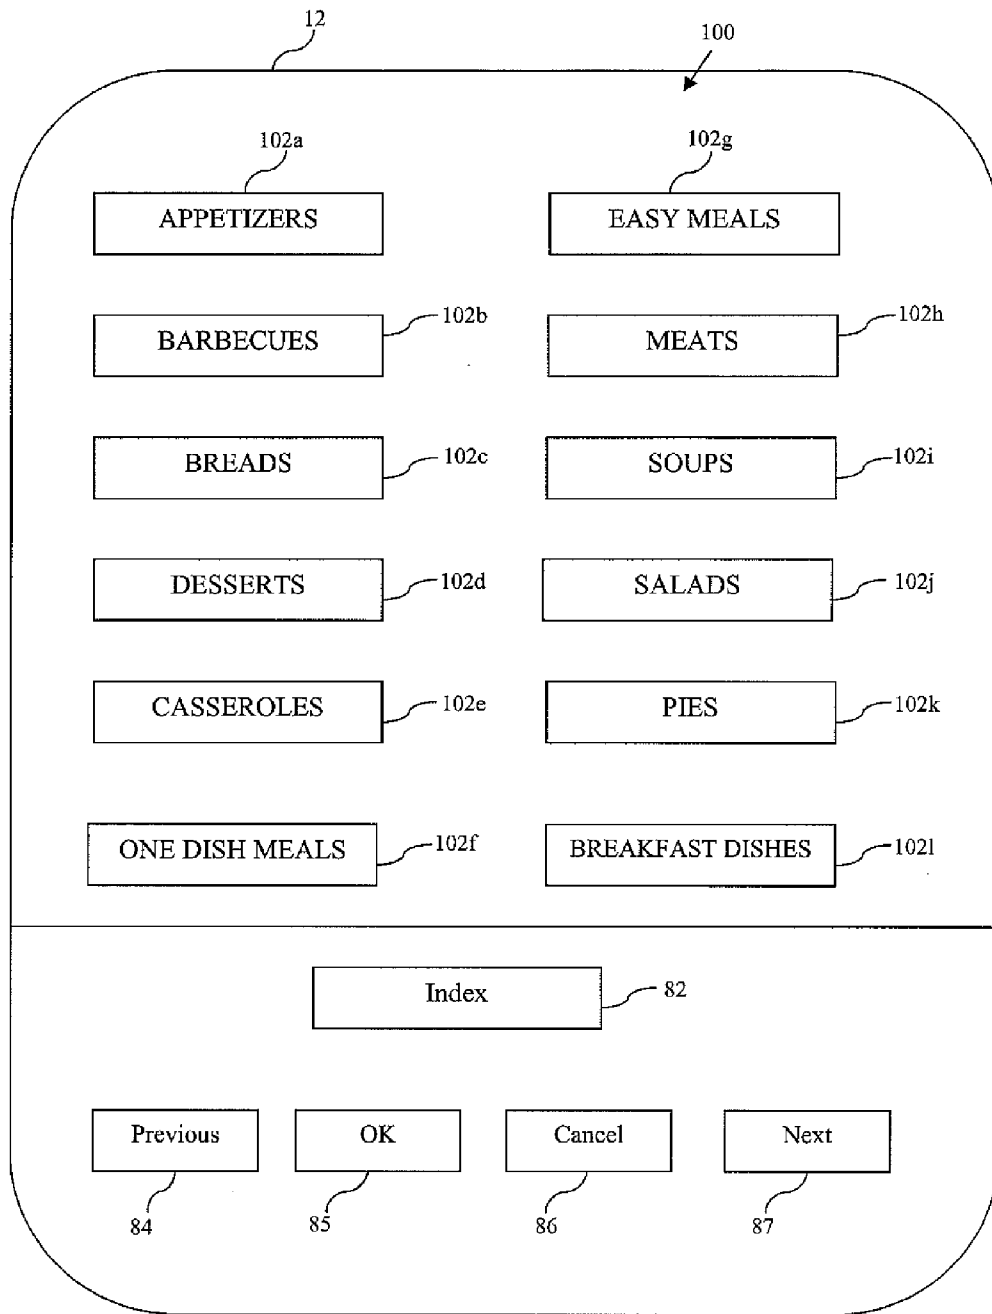 12
100
102a
102g
APPETIZERS
EASY MEALS
BARBECUES
102b
MEATS
102h
BREADS
102c
SOUPS
102i
DESSERTS
102d
SALADS
102j
CASSEROLES
102e
PIES
102k
ONE DISH MEALS
102f
BREAKFAST DISHES
102l
Index
82
Previous
OK
Cancel
Next
84
85
86
87